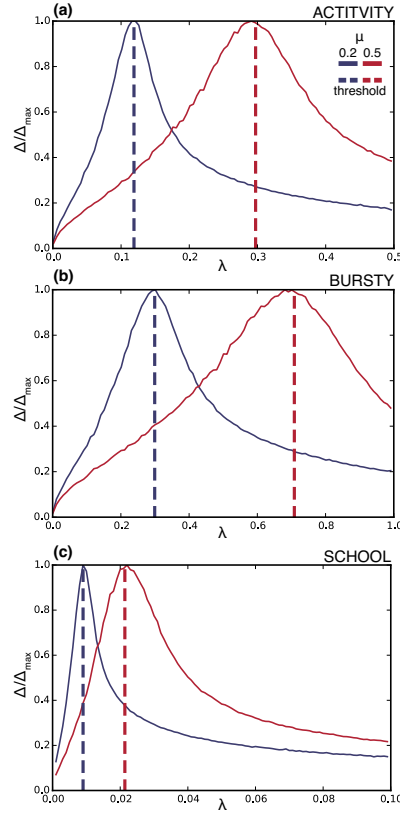 (a) ACTITVITY
μ
0.2 0.5
threshold
Δ/Δmax
1.0
0.8
0.6
0.4
0.2
0.0
0.0 0.1 0.2 0.3 0.4 0.5
λ
(b) BURSTY
Δ/Δmax
1.0
0.8
0.6
0.4
0.2
0.0
0.0 0.2 0.4 0.6 0.8 1.0
λ
(c) SCHOOL
Δ/Δmax
1.0
0.8
0.6
0.4
0.2
0.0
0.00 0.02 0.04 0.06 0.08 0.10
λ